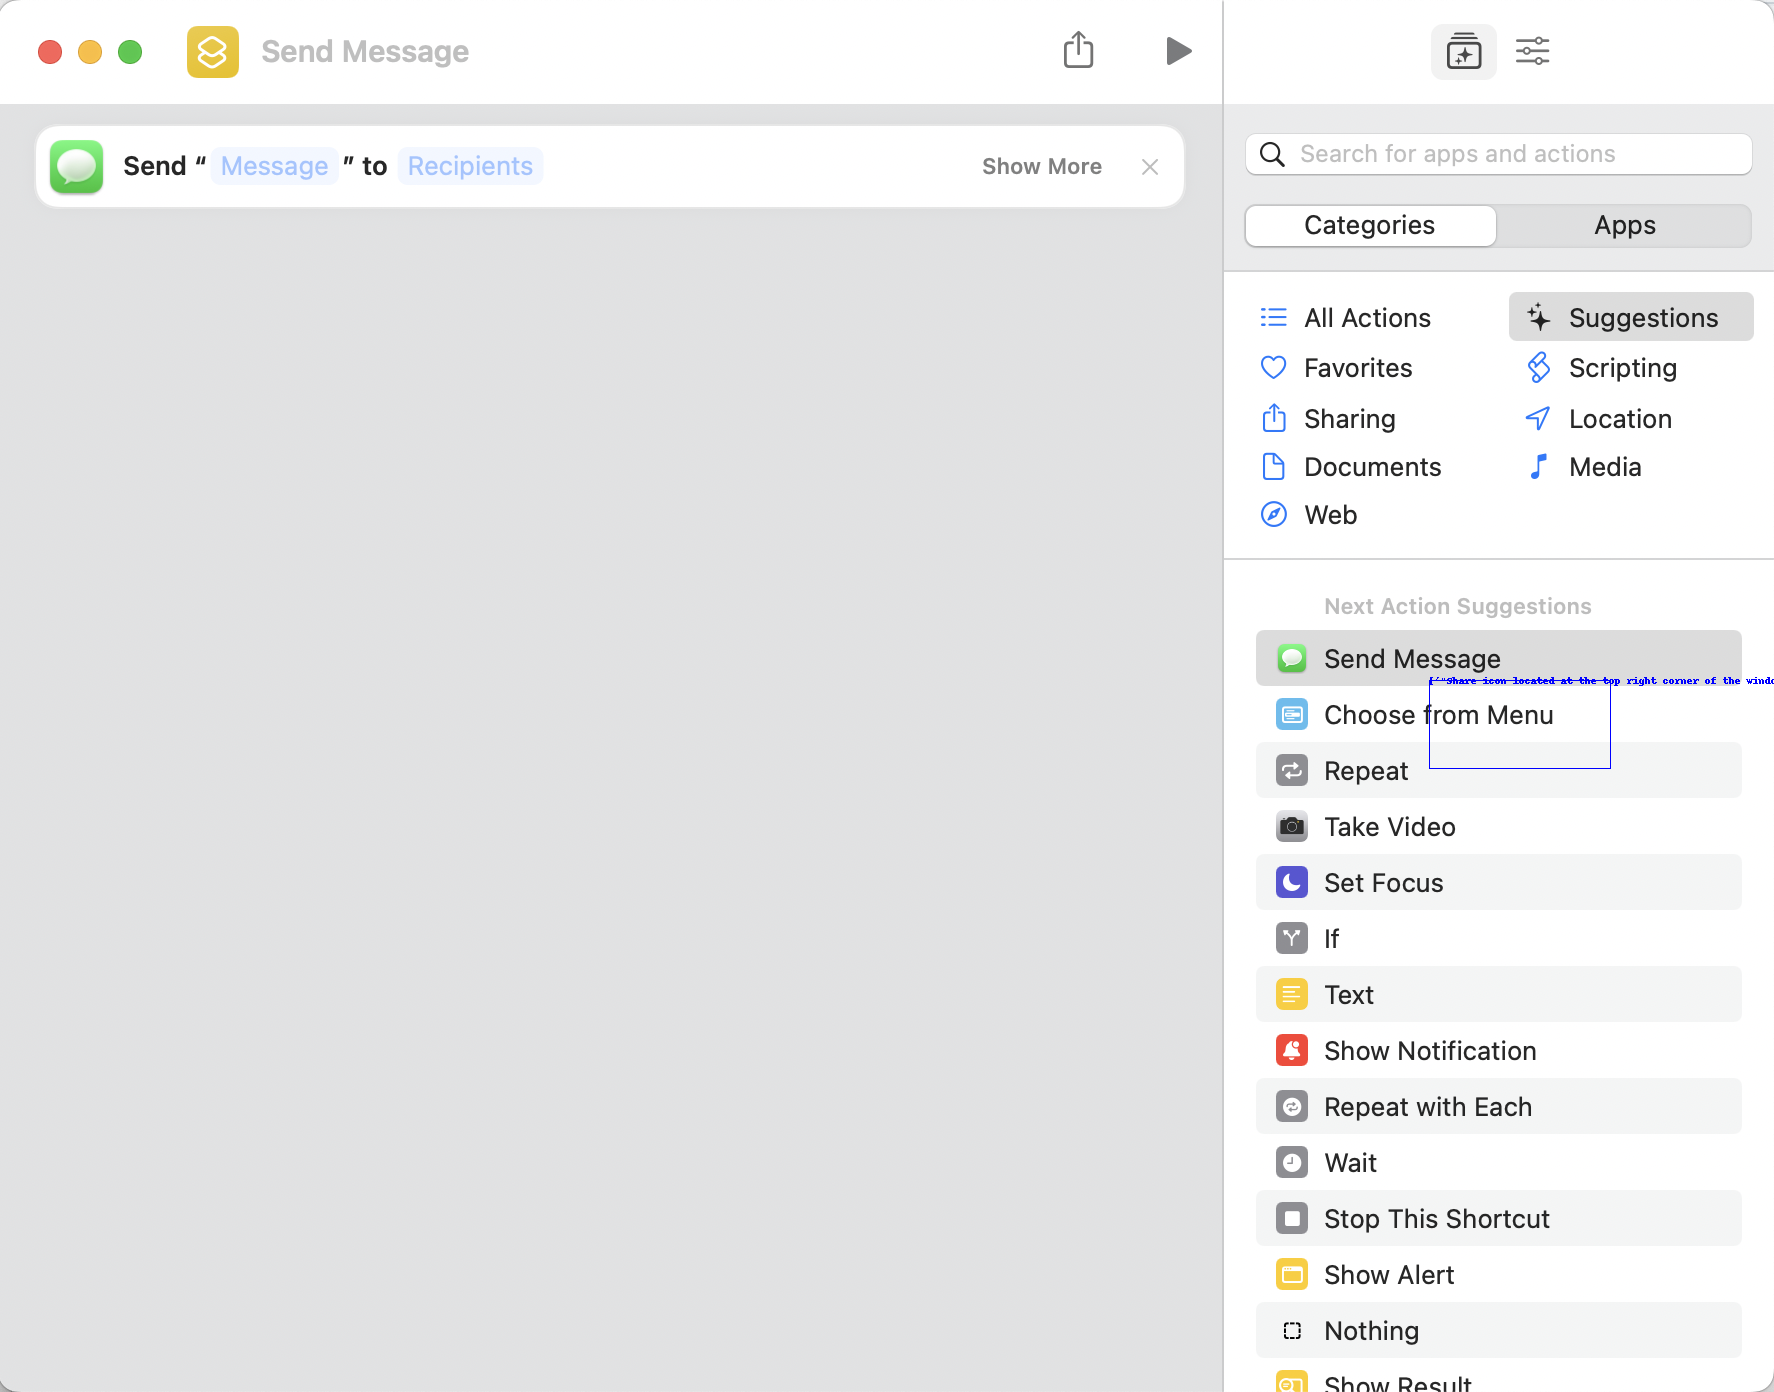 Send Message
Send “ Message ” to Recipients
Show More
Search for apps and actions
Categories
Apps
All Actions
Suggestions
Favorites
Scripting
Sharing
Location
Documents
Media
Web
Next Action Suggestions
Send Message
["Share icon located at the top right corner of the windo
Choose from Menu
Repeat
Take Video
Set Focus
If
Text
Show Notification
Repeat with Each
Wait
Stop This Shortcut
Show Alert
Nothing
Show Result